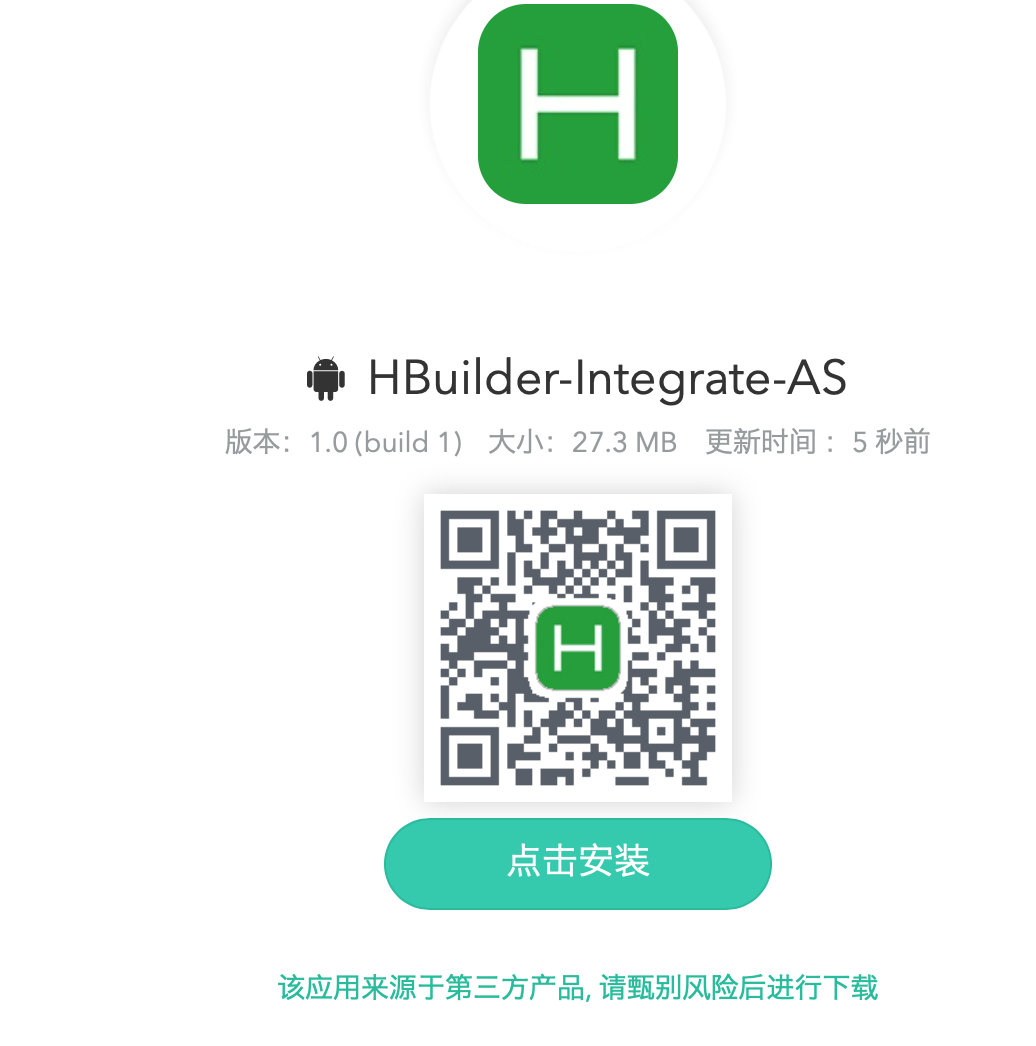 H
HBuilder-Integrate-AS
版本：1.0 (build 1) 大小：27.3 MB 更新时间 ：5 秒前
H
点击安装
该应用来源于第三方产品, 请甄别风险后进行下载